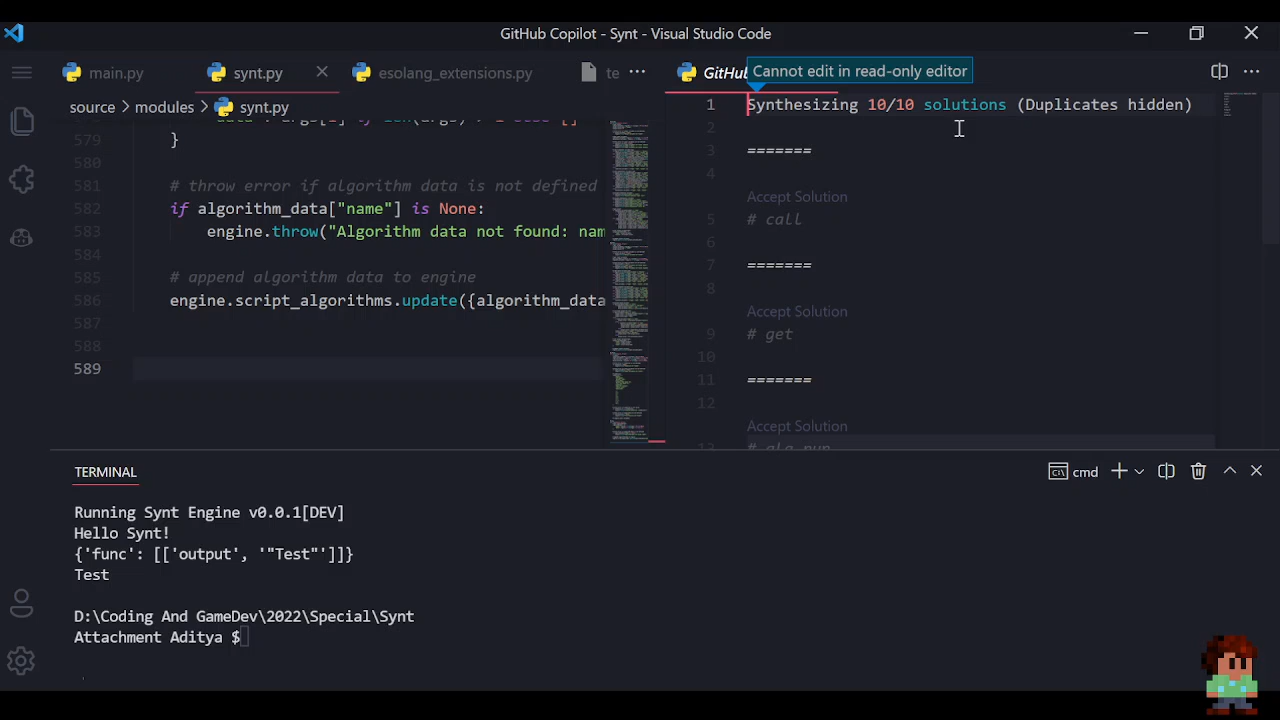 GitHub Copilot - Synt - Visual Studio Code
main.py
synt.py
esolang_extensions.py
te
GitHu
Cannot edit in read-only editor
source > modules > synt.py
579 }
580
581 # throw error if algorithm data is not defined
582 if algorithm_data["name"] is None:
583 engine.throw("Algorithm data not found: nam
584
585 # append algorithm data to engine
586 engine.script_algorithms.update({algorithm_data
587
588
589
1 Synthesizing 10/10 solutions (Duplicates hidden)
2
3 =======
4
Accept Solution
5 # call
6
7 =======
8
Accept Solution
9 # get
10
11 =======
12
Accept Solution
TERMINAL
cmd
Running Synt Engine v0.0.1[DEV]
Hello Synt!
{'func': [['output', '"Test"']]}
Test
D:\Coding And GameDev\2022\Special\Synt
Attachment Aditya $